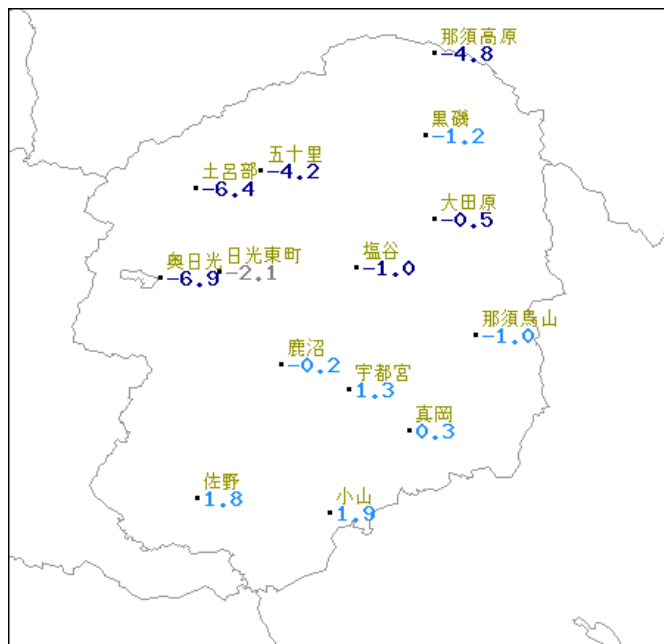 那須高原
-4.8
黒磯
-1.2
五十里
-4.2
土呂部
-6.4
大田原
-0.5
奥日光
-6.9
日光東町
-2.1
塩谷
-1.0
那須烏山
-1.0
鹿沼
-0.2
宇都宮
1.3
真岡
0.3
佐野
1.8
小山
1.9